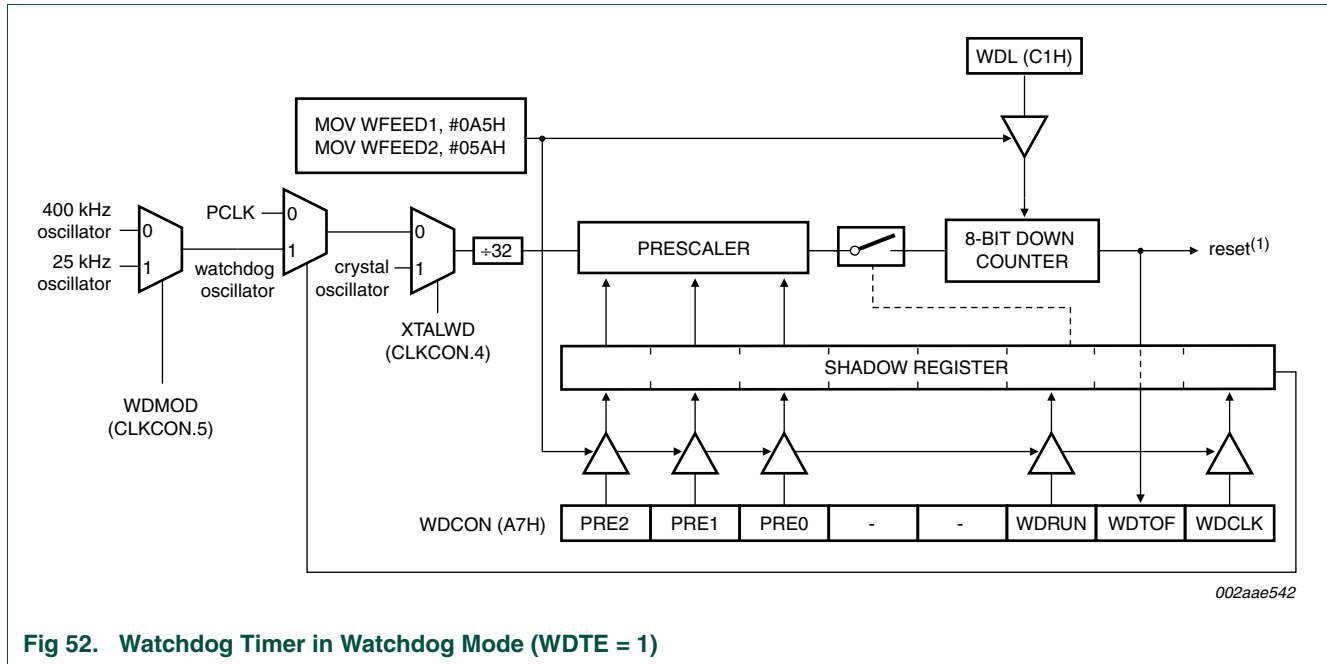 WDL (C1H)
MOV WFEED1, #0A5H
MOV WFEED2, #05AH
400 kHz
oscillator
25 kHz
oscillator
0
1
PCLK
0
1
watchdog
oscillator
0
1
crystal
oscillator
÷32
PRESCALER
8-BIT DOWN
COUNTER
reset(1)
XTALWD
(CLKCON.4)
SHADOW REGISTER
WDMOD
(CLKCON.5)
WDCON (A7H)
PRE2
PRE1
PRE0
-
-
WDRUN
WDTOF
WDCLK
002aae542
Fig 52. Watchdog Timer in Watchdog Mode (WDTE = 1)